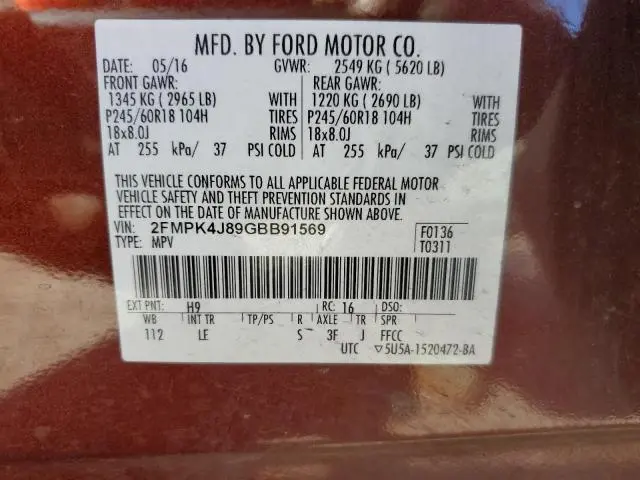 MFD. BY FORD MOTOR CO.
DATE: 05/16 GVWR: 2549 KG ( 5620 LB)
FRONT GAWR: REAR GAWR:
1345 KG ( 2965 LB) WITH 1220 KG ( 2690 LB) WITH
P245/60R18 104H TIRES P245/60R18 104H TIRES
18x8.0J RIMS 18x8.0J RIMS
AT 255 kPa/ 37 PSI COLD AT 255 kPa/ 37 PSI COLD
THIS VEHICLE CONFORMS TO ALL APPLICABLE FEDERAL MOTOR
VEHICLE SAFETY AND THEFT PREVENTION STANDARDS IN
EFFECT ON THE DATE OF MANUFACTURE SHOWN ABOVE.
VIN: 2FMPK4J89GBB91569 F0136
TYPE: MPV T0311
EXT PNT: H9 RC: 16 DSO:
WB INT TR TP/PS R AXLE TR SPR
112 LE S 3F J FFCC
UTC ▽5U5A-1520472-BA